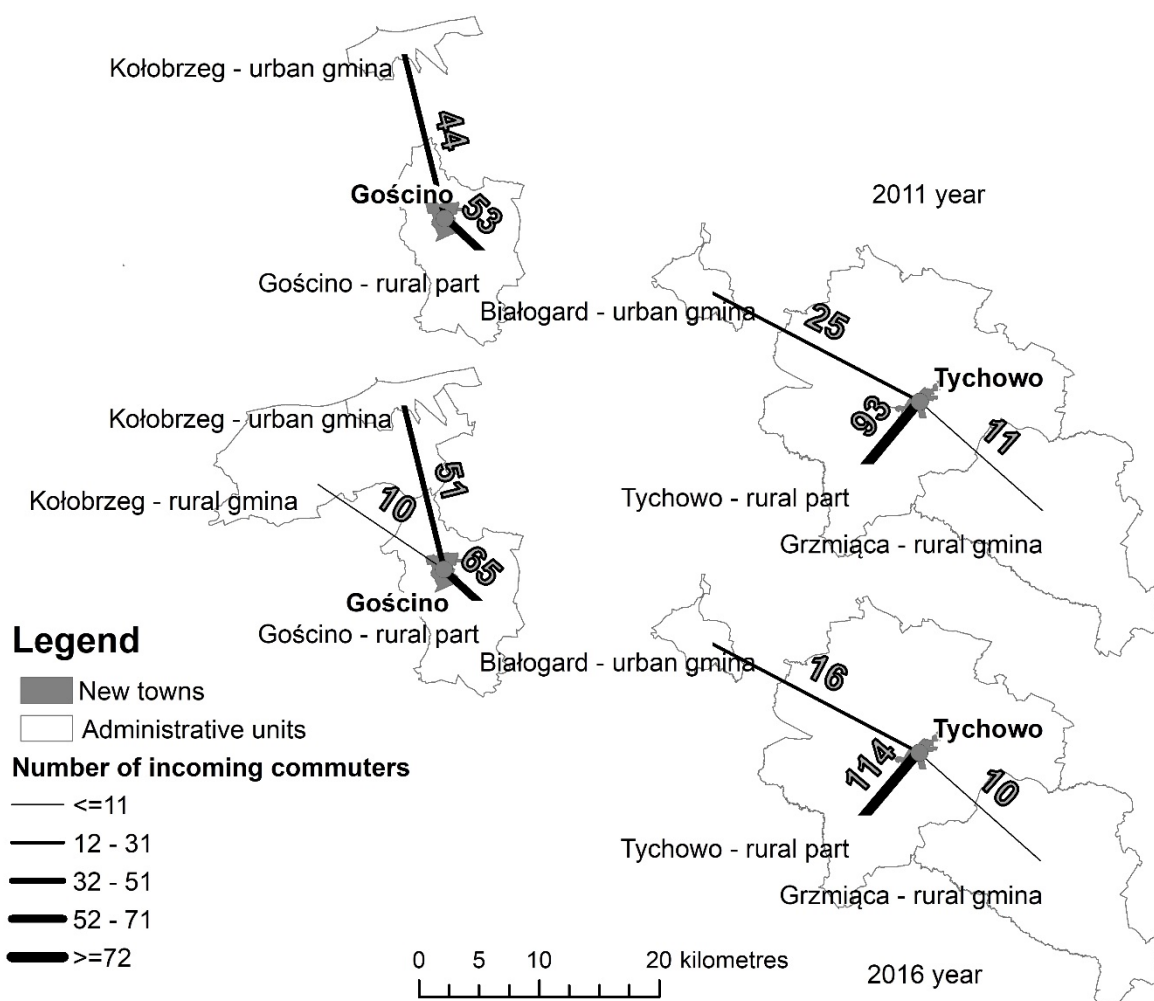 Kołobrzeg - urban gmina
44
Gościno
53
2011 year
Gościno - rural part
Białogard - urban gmina
25
Tychowo
93
11
Kołobrzeg - urban gmina
51
Kołobrzeg - rural gmina
10
Tychowo - rural part
Grzmiąca - rural gmina
65
Gościno
Gościno - rural part
Białogard - urban gmina
16
Tychowo
114
10
Tychowo - rural part
Grzmiąca - rural gmina
Legend
New towns
Administrative units
Number of incoming commuters
<=11
12 - 31
32 - 51
52 - 71
>=72
0 5 10 20 kilometres
2016 year